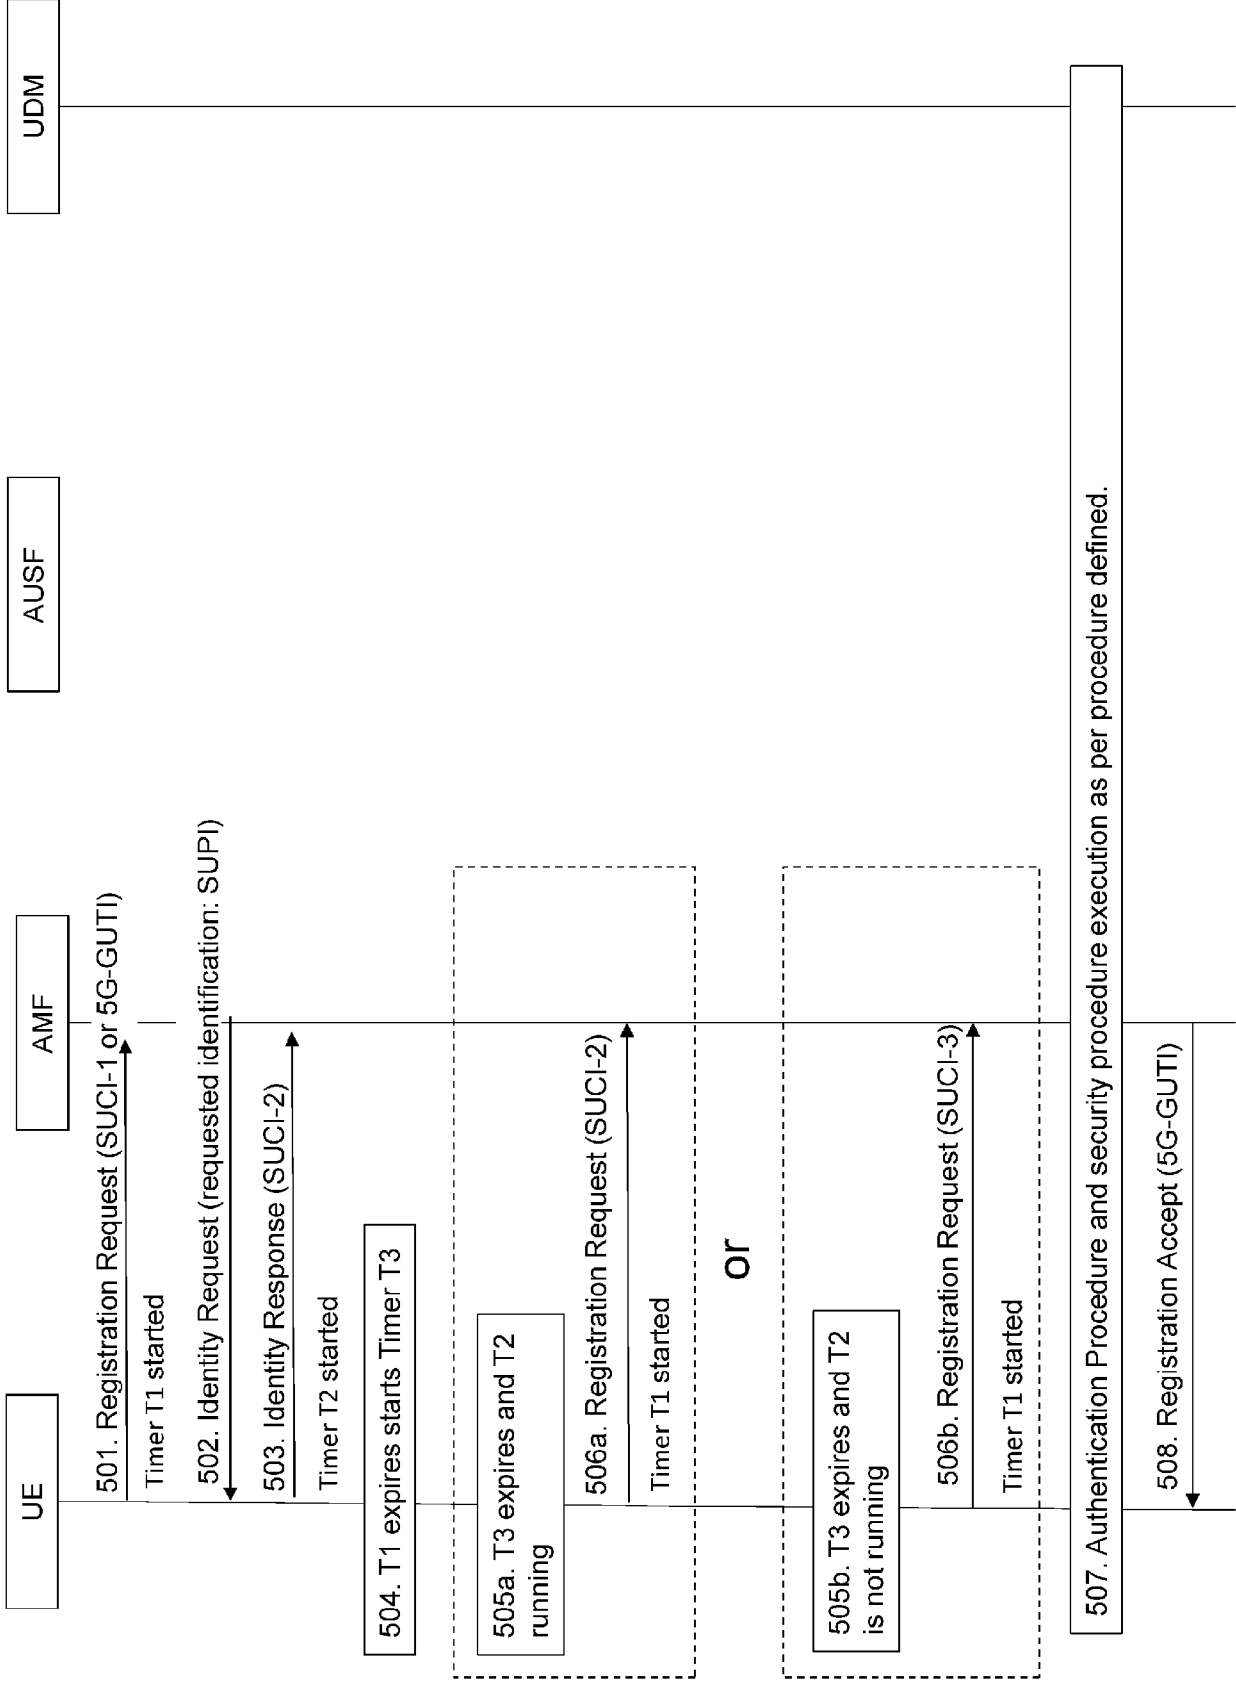 UE
AMF
AUSF
UDM
501. Registration Request (SUCI-1 or 5G-GUTI)
Timer T1 started
502. Identity Request (requested identification: SUPI)
503. Identity Response (SUCI-2)
Timer T2 started
504. T1 expires starts Timer T3
505a. T3 expires and T2
running
506a. Registration Request (SUCI-2)
Timer T1 started
or
505b. T3 expires and T2
is not running
506b. Registration Request (SUCI-3)
Timer T1 started
507. Authentication Procedure and security procedure execution as per procedure defined.
508. Registration Accept (5G-GUTI)